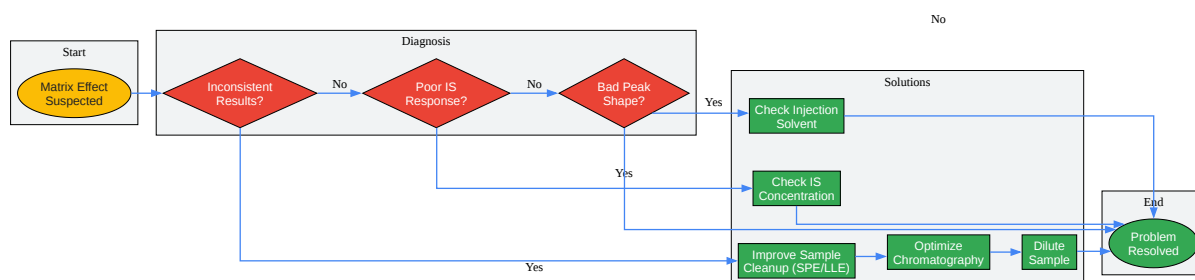 No
Start
Diagnosis
Matrix Effect
Suspected
Inconsistent
Results?
No
Poor IS
Response?
No
Bad Peak
Shape?
Yes
Solutions
Check Injection
Solvent
Yes
Check IS
Concentration
Yes
Improve Sample
Cleanup (SPE/LLE)
Optimize
Chromatography
Dilute
Sample
End
Problem
Resolved